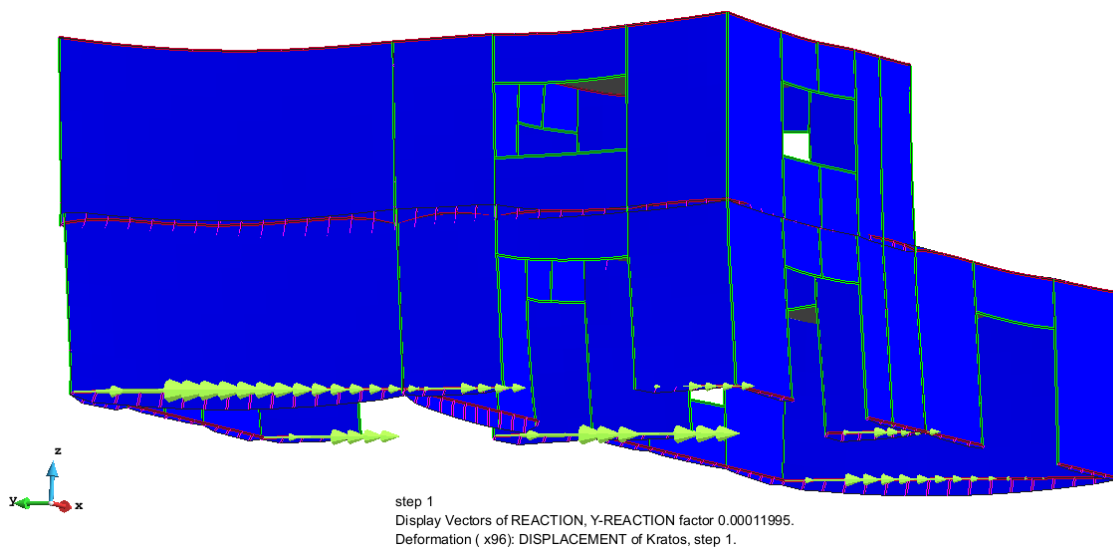 z
y
x
step 1
Display Vectors of REACTION, Y-REACTION factor 0.00011995.
Deformation ( x96): DISPLACEMENT of Kratos, step 1.